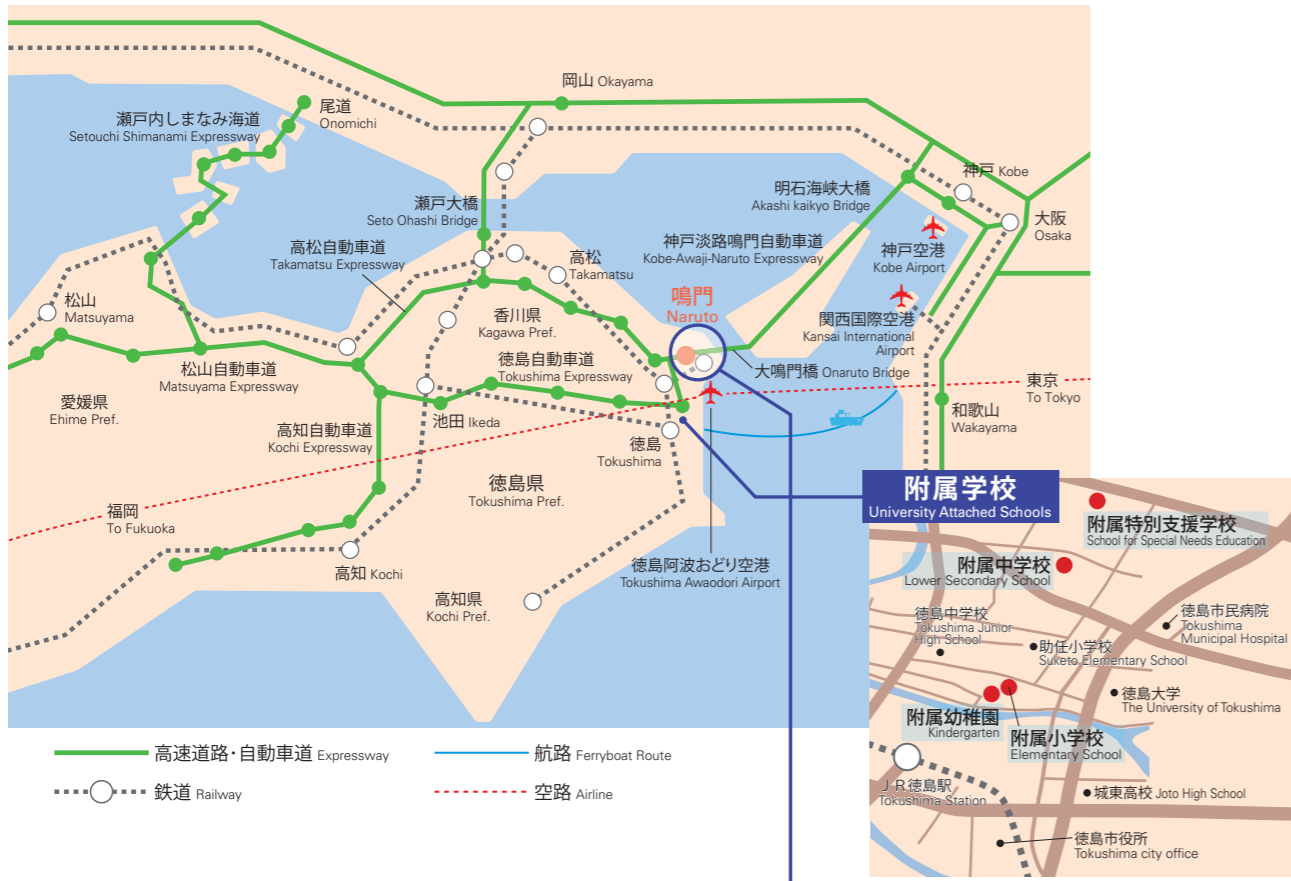 岡山 Okayama
尾道
Onomichi
瀬戸内しまなみ海道
Setouchi Shimanami Expressway
神戸 Kobe
明石海峡大橋
Akashi kaikyo Bridge
瀬戸大橋
Seto Ohashi Bridge
大阪
Osaka
高松自動車道
Takamatsu Expressway
神戸淡路鳴門自動車道
Kobe-Awaji-Naruto Expressway
神戸空港
Kobe Airport
高松
Takamatsu
松山
Matsuyama
鳴門
Naruto
香川県
Kagawa Pref.
関西国際空港
Kansai International
Airport
徳島自動車道
Tokushima Expressway
大鳴門橋 Onaruto Bridge
松山自動車道
Matsuyama Expressway
東京
To Tokyo
愛媛県
Ehime Pref.
池田 Ikeda
和歌山
Wakayama
高知自動車道
Kochi Expressway
徳島
Tokushima
徳島県
Tokushima Pref.
福岡
To Fukuoka
高知 Kochi
徳島阿波おどり空港
Tokushima Awaodori Airport
高知県
Kochi Pref.
附属学校
University Attached Schools
附属特別支援学校
School for Special Needs Education
附属中学校
Lower Secondary School
徳島中学校
Tokushima Junior
High School
徳島市民病院
Tokushima
Municipal Hospital
助任小学校
Suketo Elementary School
徳島大学
The University of Tokushima
附属幼稚園
Kindergarten
附属小学校
Elementary School
JR徳島駅
Tokushima Station
城東高校 Joto High School
徳島市役所
Tokushima city office
高速道路・自動車道 Expressway
航路 Ferryboat Route
鉄道 Railway
空路 Airline